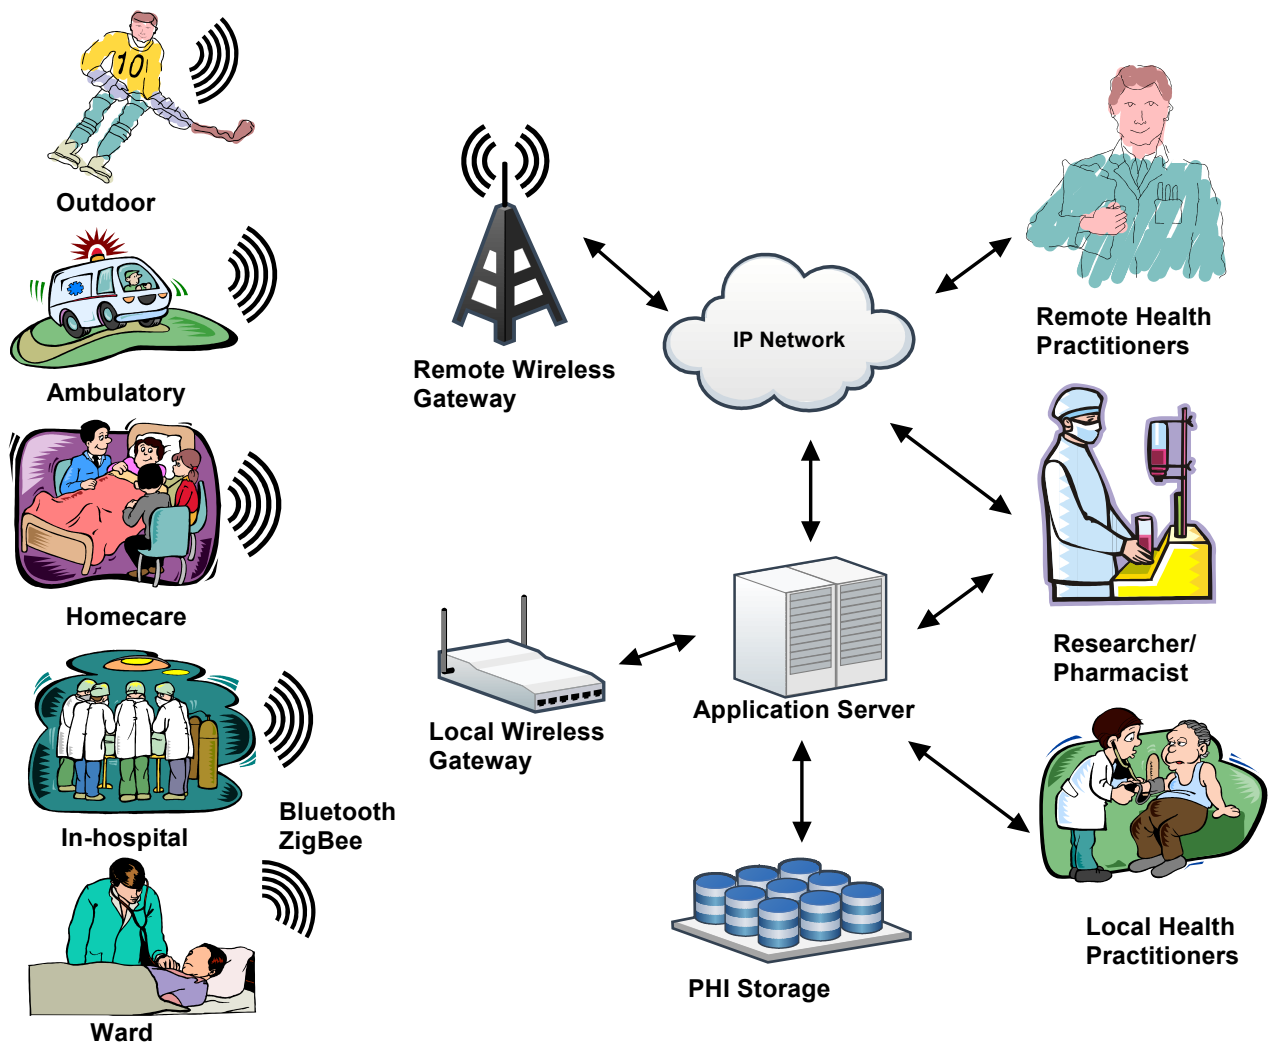 10
Outdoor
Ambulatory
Homecare
In-hospital
Bluetooth
ZigBee
Ward
Remote Wireless
Gateway
IP Network
Local Wireless
Gateway
Application Server
PHI Storage
Remote Health
Practitioners
Researcher/
Pharmacist
Local Health
Practitioners